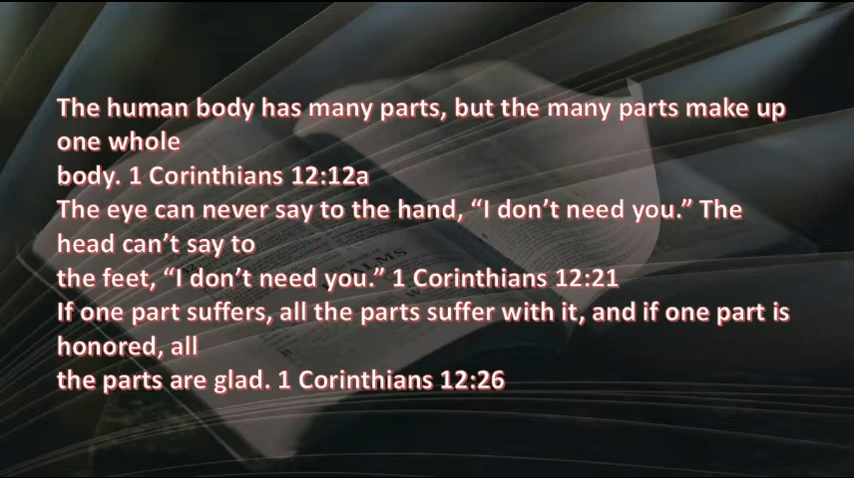 The human body has many parts, but the many parts make up
one whole
body. 1 Corinthians 12:12a
The eye can never say to the hand, “I don’t need you.” The
head can’t say to
the feet, “I don’t need you.” 1 Corinthians 12:21
If one part suffers, all the parts suffer with it, and if one part is
honored, all
the parts are glad. 1 Corinthians 12:26